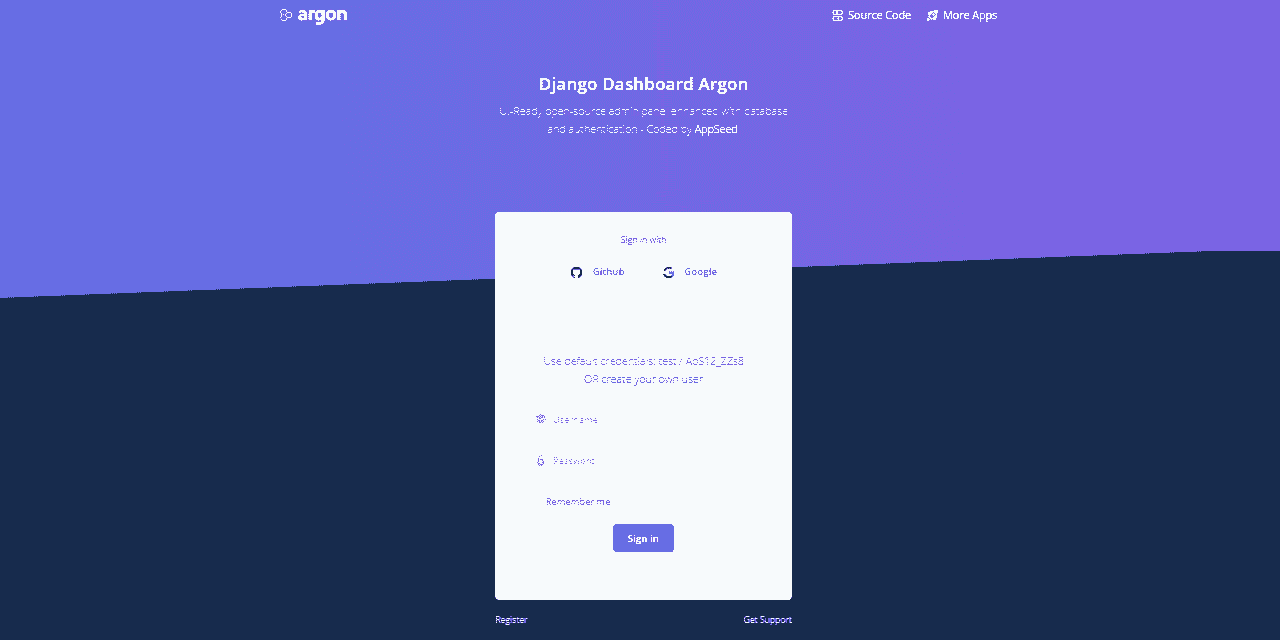 argon
Source Code
More Apps
Django Dashboard Argon
UI-Ready open-source admin panel enhanced with database
and authentication - Coded by AppSeed
Sign in with
Github
Google
Use default credentials: test /
OR create your own user
Username
Password
Remember me
Sign in
Register
Get Support